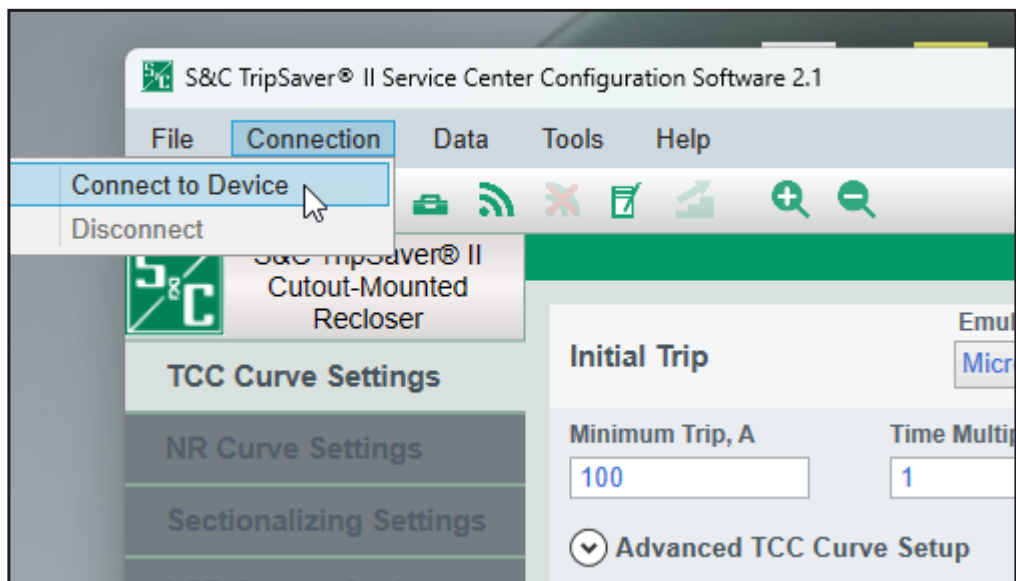 S&C TripSaver® II Service Center Configuration Software 2.1
File Connection Data Tools Help
Connect to Device
Disconnect
S&C
S&C TripSaver® II
Cutout-Mounted
Recloser
TCC Curve Settings
NR Curve Settings
Sectionalizing Settings
Initial Trip
Minimum Trip, A
100
Time
1
Advanced TCC Curve Setup